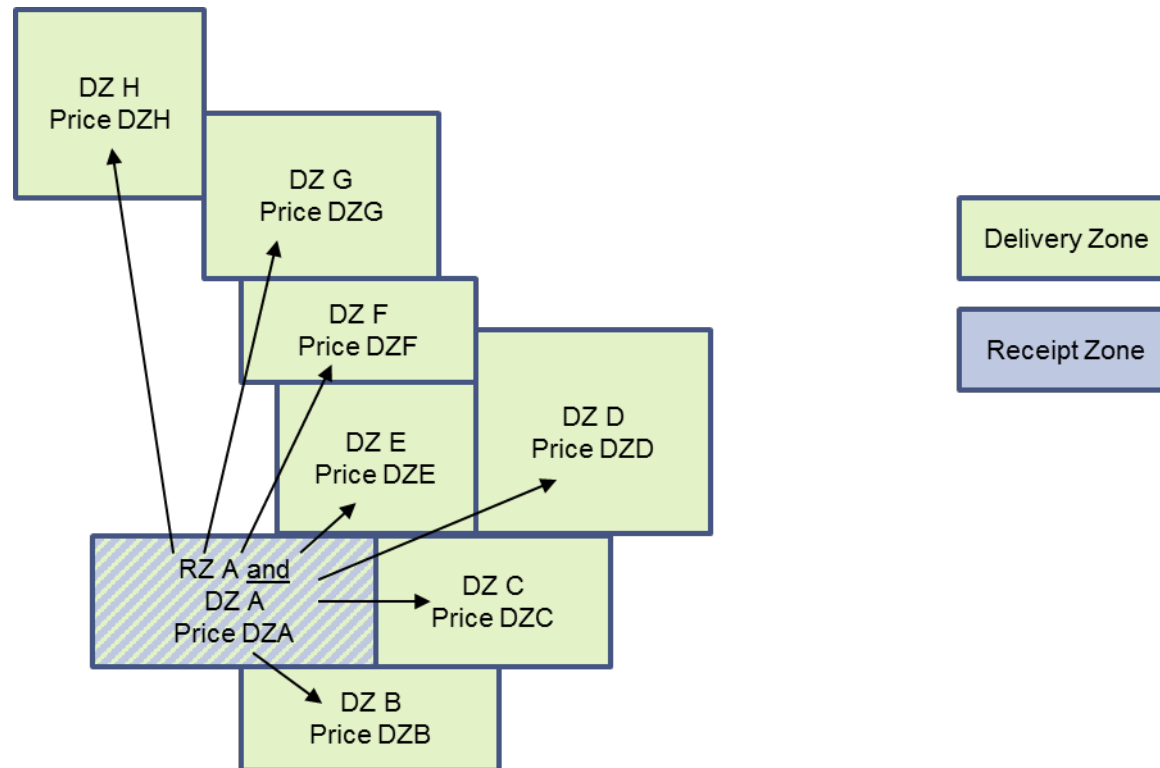 DZ H
Price DZH
DZ G
Price DZG
Delivery Zone
DZ F
Price DZF
Receipt Zone
DZ D
Price DZD
DZ E
Price DZE
RZ A and
DZ A
Price DZA
DZ C
Price DZC
DZ B
Price DZB